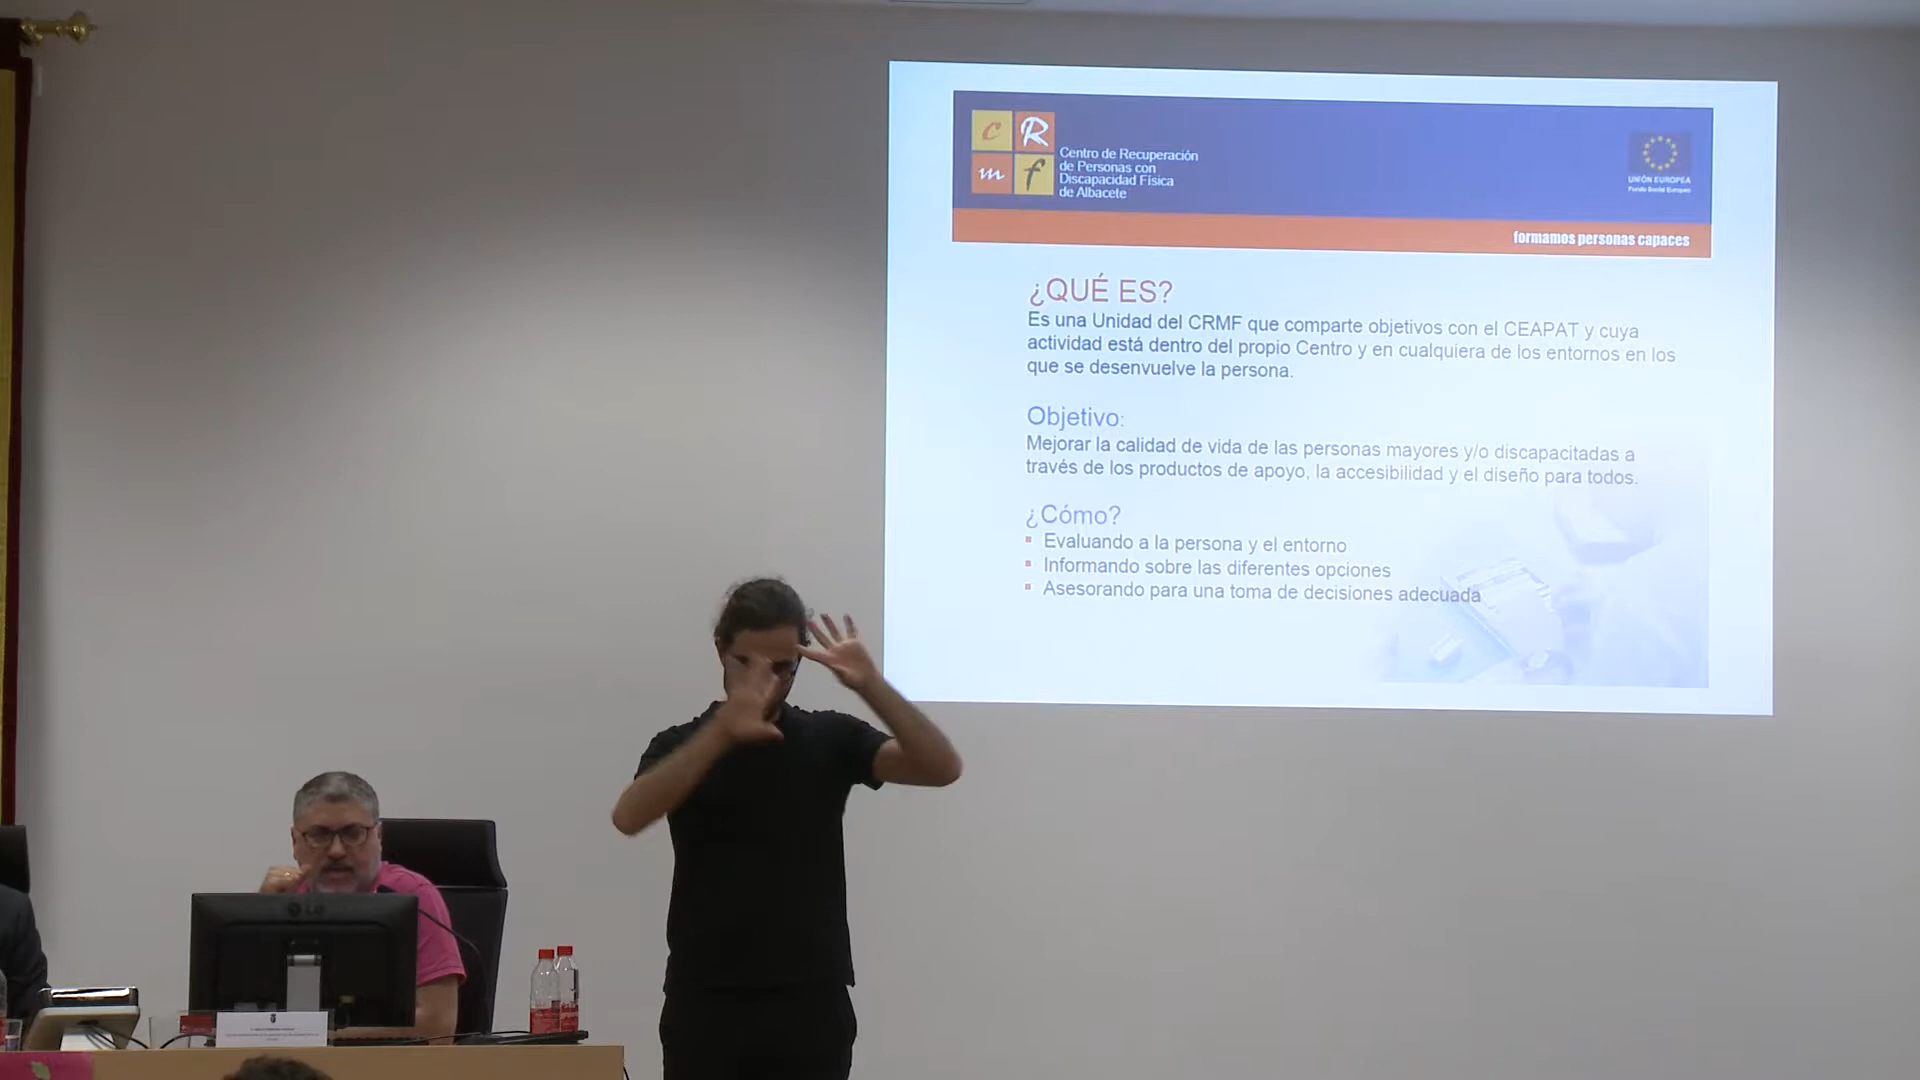 C R
m f
Centro de Recuperación
de Personas con
Discapacidad Física
de Albacete
UNIÓN EUROPEA
Fondo Social Europeo
formamos personas capaces
¿QUÉ ES?
Es una Unidad del CRMF que comparte objetivos con el CEAPAT y cuya
actividad está dentro del propio Centro y en cualquiera de los entornos en los
que se desenvuelve la persona.
Objetivo:
Mejorar la calidad de vida de las personas mayores y/o discapacitadas a
través de los productos de apoyo, la accesibilidad y el diseño para todos.
¿Cómo?
Evaluando a la persona y el entorno
Informando sobre las diferentes opciones
Asesorando para una toma de decisiones adecuada
LG